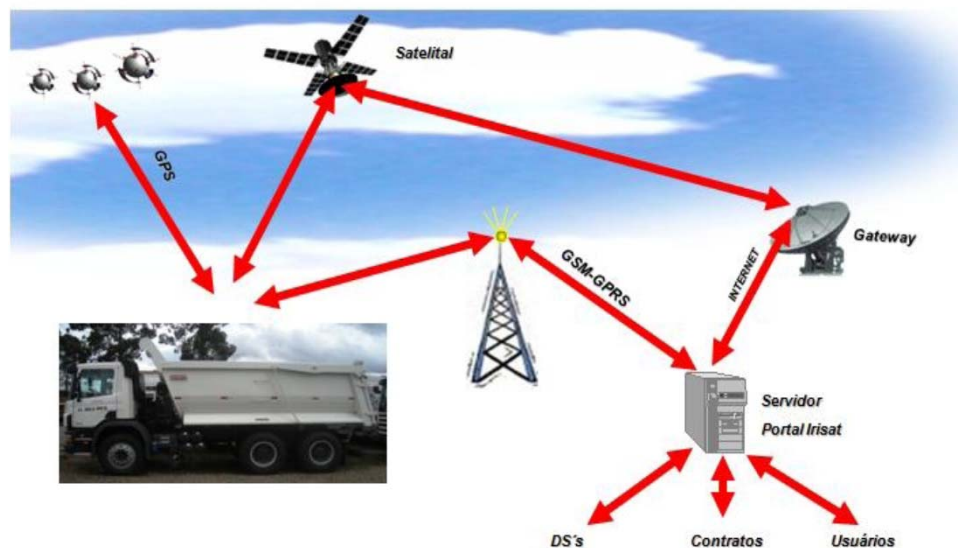 Satelital
GPS
Gateway
GSM-GPRS
INTERNET
Servidor
Portal Irisat
DS´s
Contratos
Usuários